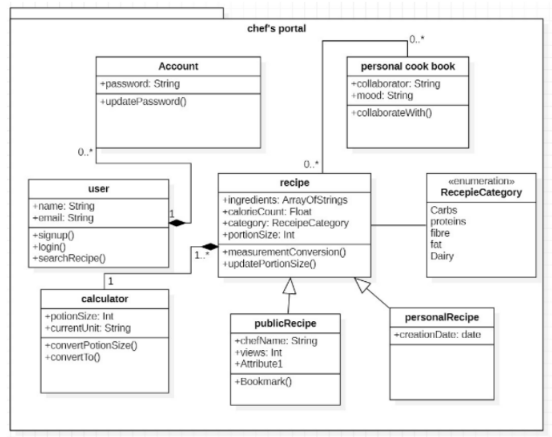 chef's portal
Account
+password: String
+updatePassword()
0..*
personal cook book
+collaborator: String
+mood: String
+collaborateWith()
0..*
0..*
user
+name: String
+email: String
+signup()
+login()
+searchRecipe()
1
recipe
+ingredients: ArrayOfStrings
+calorieCount: Float
+category: ReceipeCategory
+portionSize: Int
+measurementConversion()
+updatePortionSize()
«enumeration»
RecepieCategory
Carbs
proteins
fibre
fat
Dairy
1..*
1
calculator
+potionSize: Int
+currentUnit: String
+convertPotionSize()
+convertTo()
publicRecipe
+chefName: String
+views: Int
+Attribute1
+Bookmark()
personalRecipe
+creationDate: date